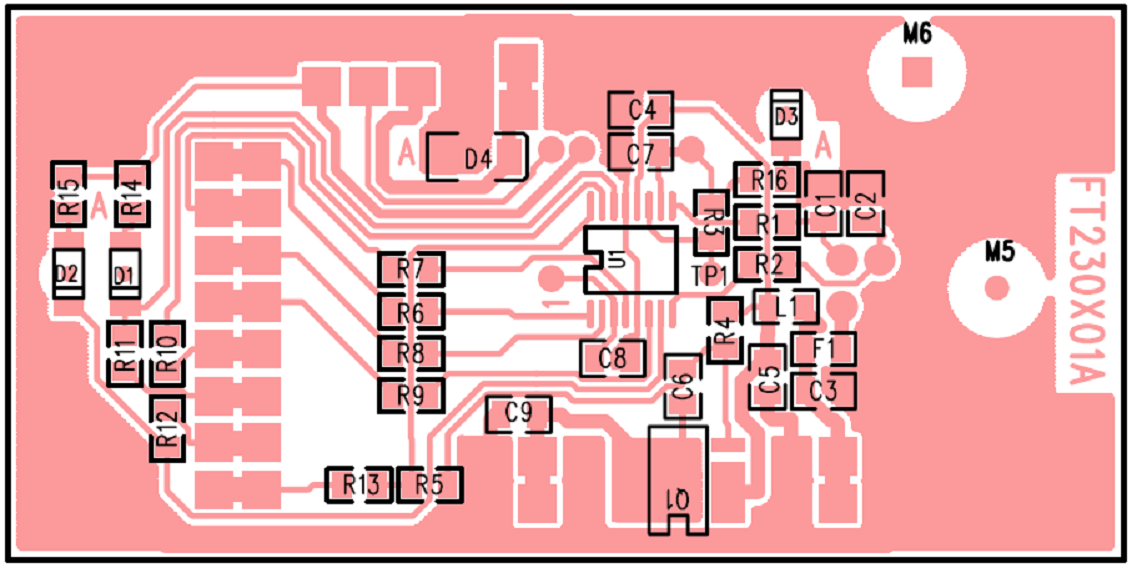 M6
C4
D3
C7
A
D4
A
R16
R15
A
R14
C1
C2
R3
R1
FT230X01A
D2
D1
R7
U1
TP1
R2
M5
1
R6
L1
R4
R11
R10
R8
C8
F1
C5
C6
C3
R9
R12
C9
R13
R5
Q1